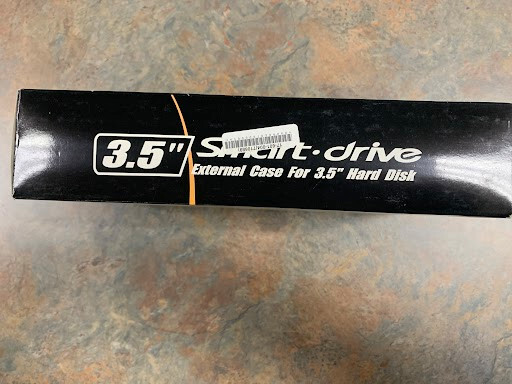 3.5"
Smart·drive
External Case For 3.5" Hard Disk